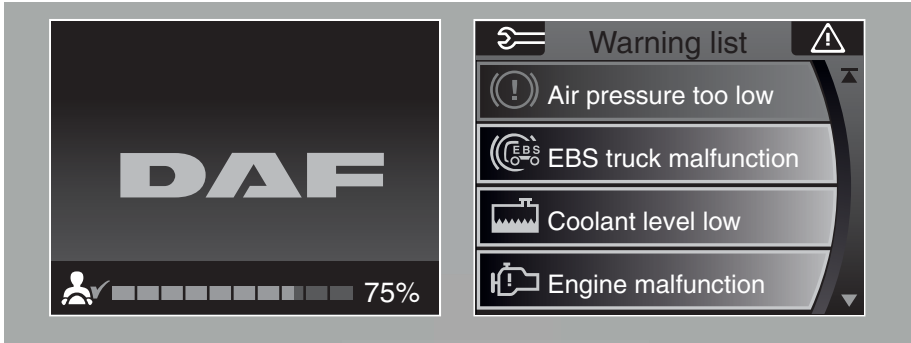 DAF
75%
Warning list
Air pressure too low
EBS
EBS truck malfunction
Coolant level low
Engine malfunction